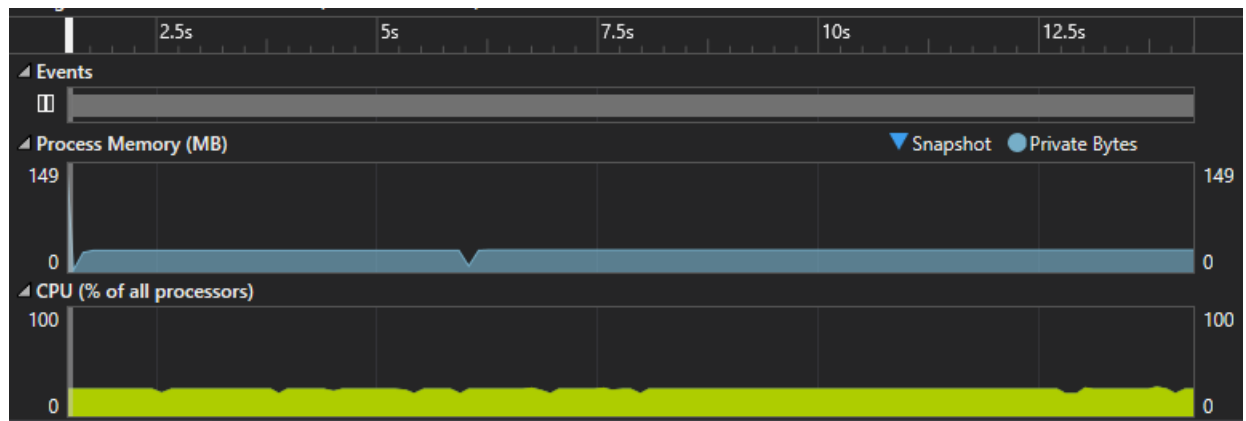 2.5s 5s 7.5s 10s 12.5s
Events
Process Memory (MB) Snapshot Private Bytes
149 149
0 0
CPU (% of all processors)
100 100
0 0